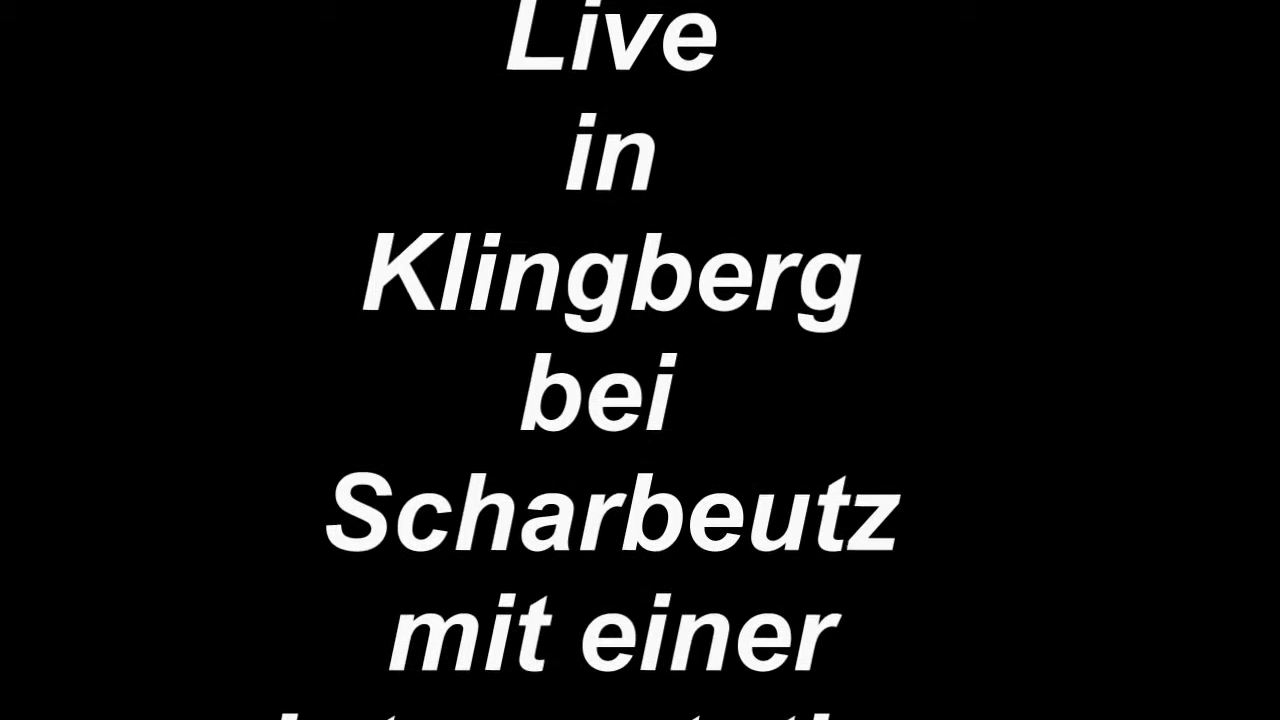 Live
in
Klingberg
bei
Scharbeutz
mit einer